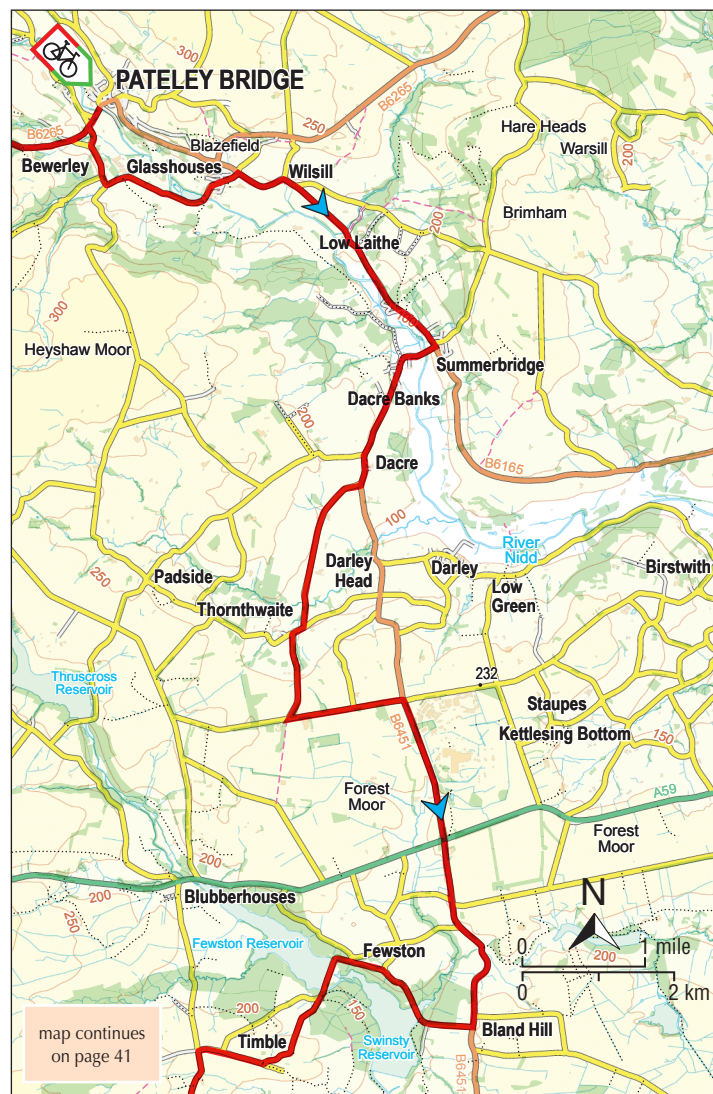 300
PATELEY BRIDGE
B6265
B6265
250
Hare Heads
Blazefield
Warsill
200
Bewerley
Glasshouses
Wilsill
Brimham
200
Low Laithe
300
100
Heyshaw Moor
Summerbridge
Dacre Banks
200
Dacre
B6165
100
River
Nidd
250
Padside
Darley
Head
Darley
Birstwith
Low
Green
Thornthwaite
Thruscross
Reservoir
232
Staupes
B6451
Kettlesing Bottom
150
Forest
Moor
A59
Forest
Moor
200
200
Blubberhouses
N
250
Fewston Reservoir
Fewston
0
1 mile
200
0
2 km
200
150
map continues
on page 41
Timble
Swinsty
Reservoir
Bland Hill
B6451